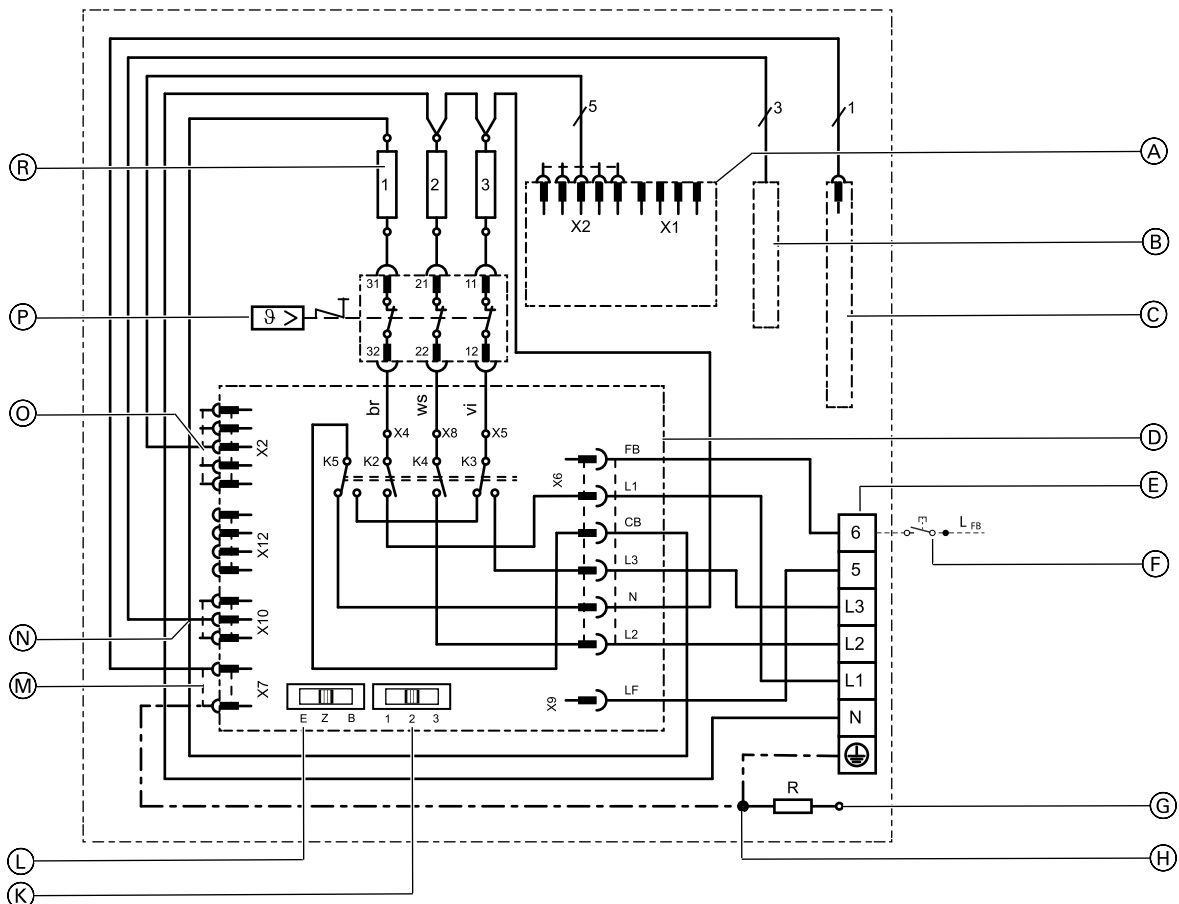 5
3
1
A
R
1
2
3
X2
X1
B
31
21
11
P
ϑ >
C
32
22
12
br
ws
vi
O
X2
X4
X8
X5
D
K5
K2
K4
K3
X6
FB
L1
E
X12
CB
6
E
L FB
F
L3
5
N
L3
N
X10
L2
L2
M
X7
L1
E Z B
1 2 3
X9
LF
N
R
G
L
H
K